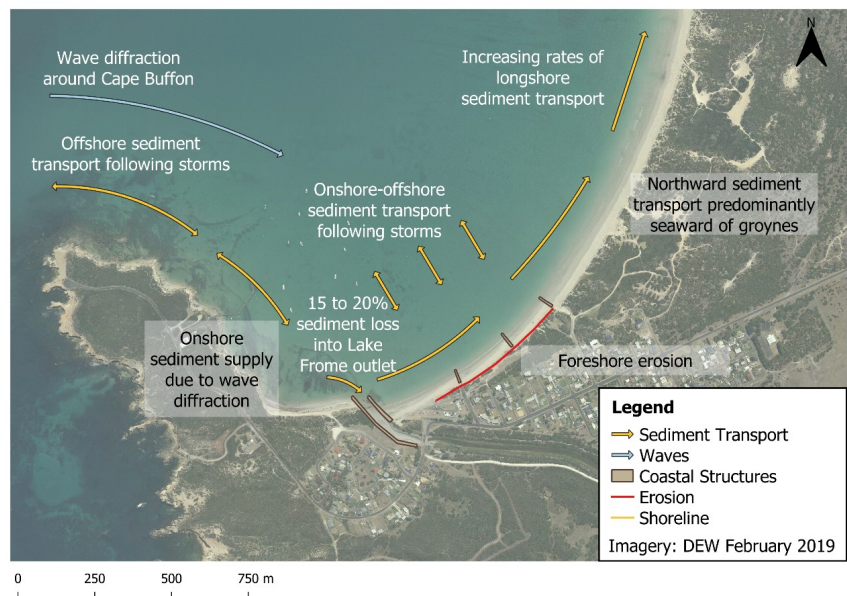 Wave diffraction
around Cape Buffon
Offshore sediment
transport following storms
Increasing rates of
longshore
sediment transport
N
Onshore-offshore
sediment transport
following storms
Northward sediment
transport predominantly
seaward of groynes
15 to 20%
sediment loss
into Lake
Frome outlet
Onshore
sediment supply
due to wave
diffraction
Foreshore erosion
Legend
Sediment Transport
Waves
Coastal Structures
Erosion
Shoreline
Imagery: DEW February 2019
0 250 500 750 m